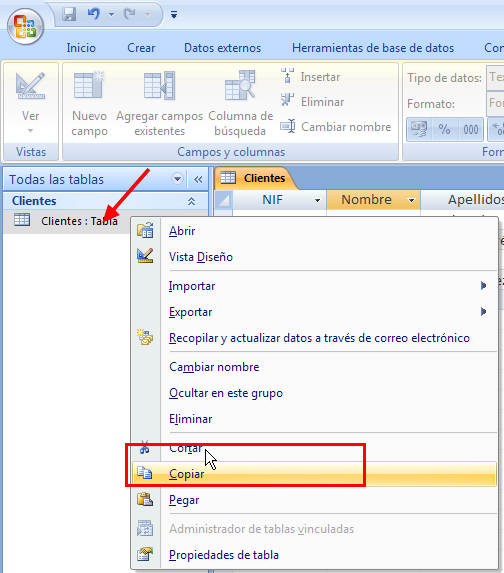 Inicio Crear Datos externos Herramientas de base de datos Con
Ver
Nuevo campo
Agregar campos existentes
Columna de búsqueda
Insertar
Eliminar
Cambiar nombre
Tipo de datos: Tex
Formato: For
% 000
Vistas
Campos y columnas
Form
Todas las tablas
Clientes
Clientes : Tabla
Clientes
NIF Nombre Apellidos
Abrir
Vista Diseño
Importar
Exportar
Recopilar y actualizar datos a través de correo electrónico
Cambiar nombre
Ocultar en este grupo
Eliminar
Cortar
Copiar
Pegar
Administrador de tablas vinculadas
Propiedades de tabla